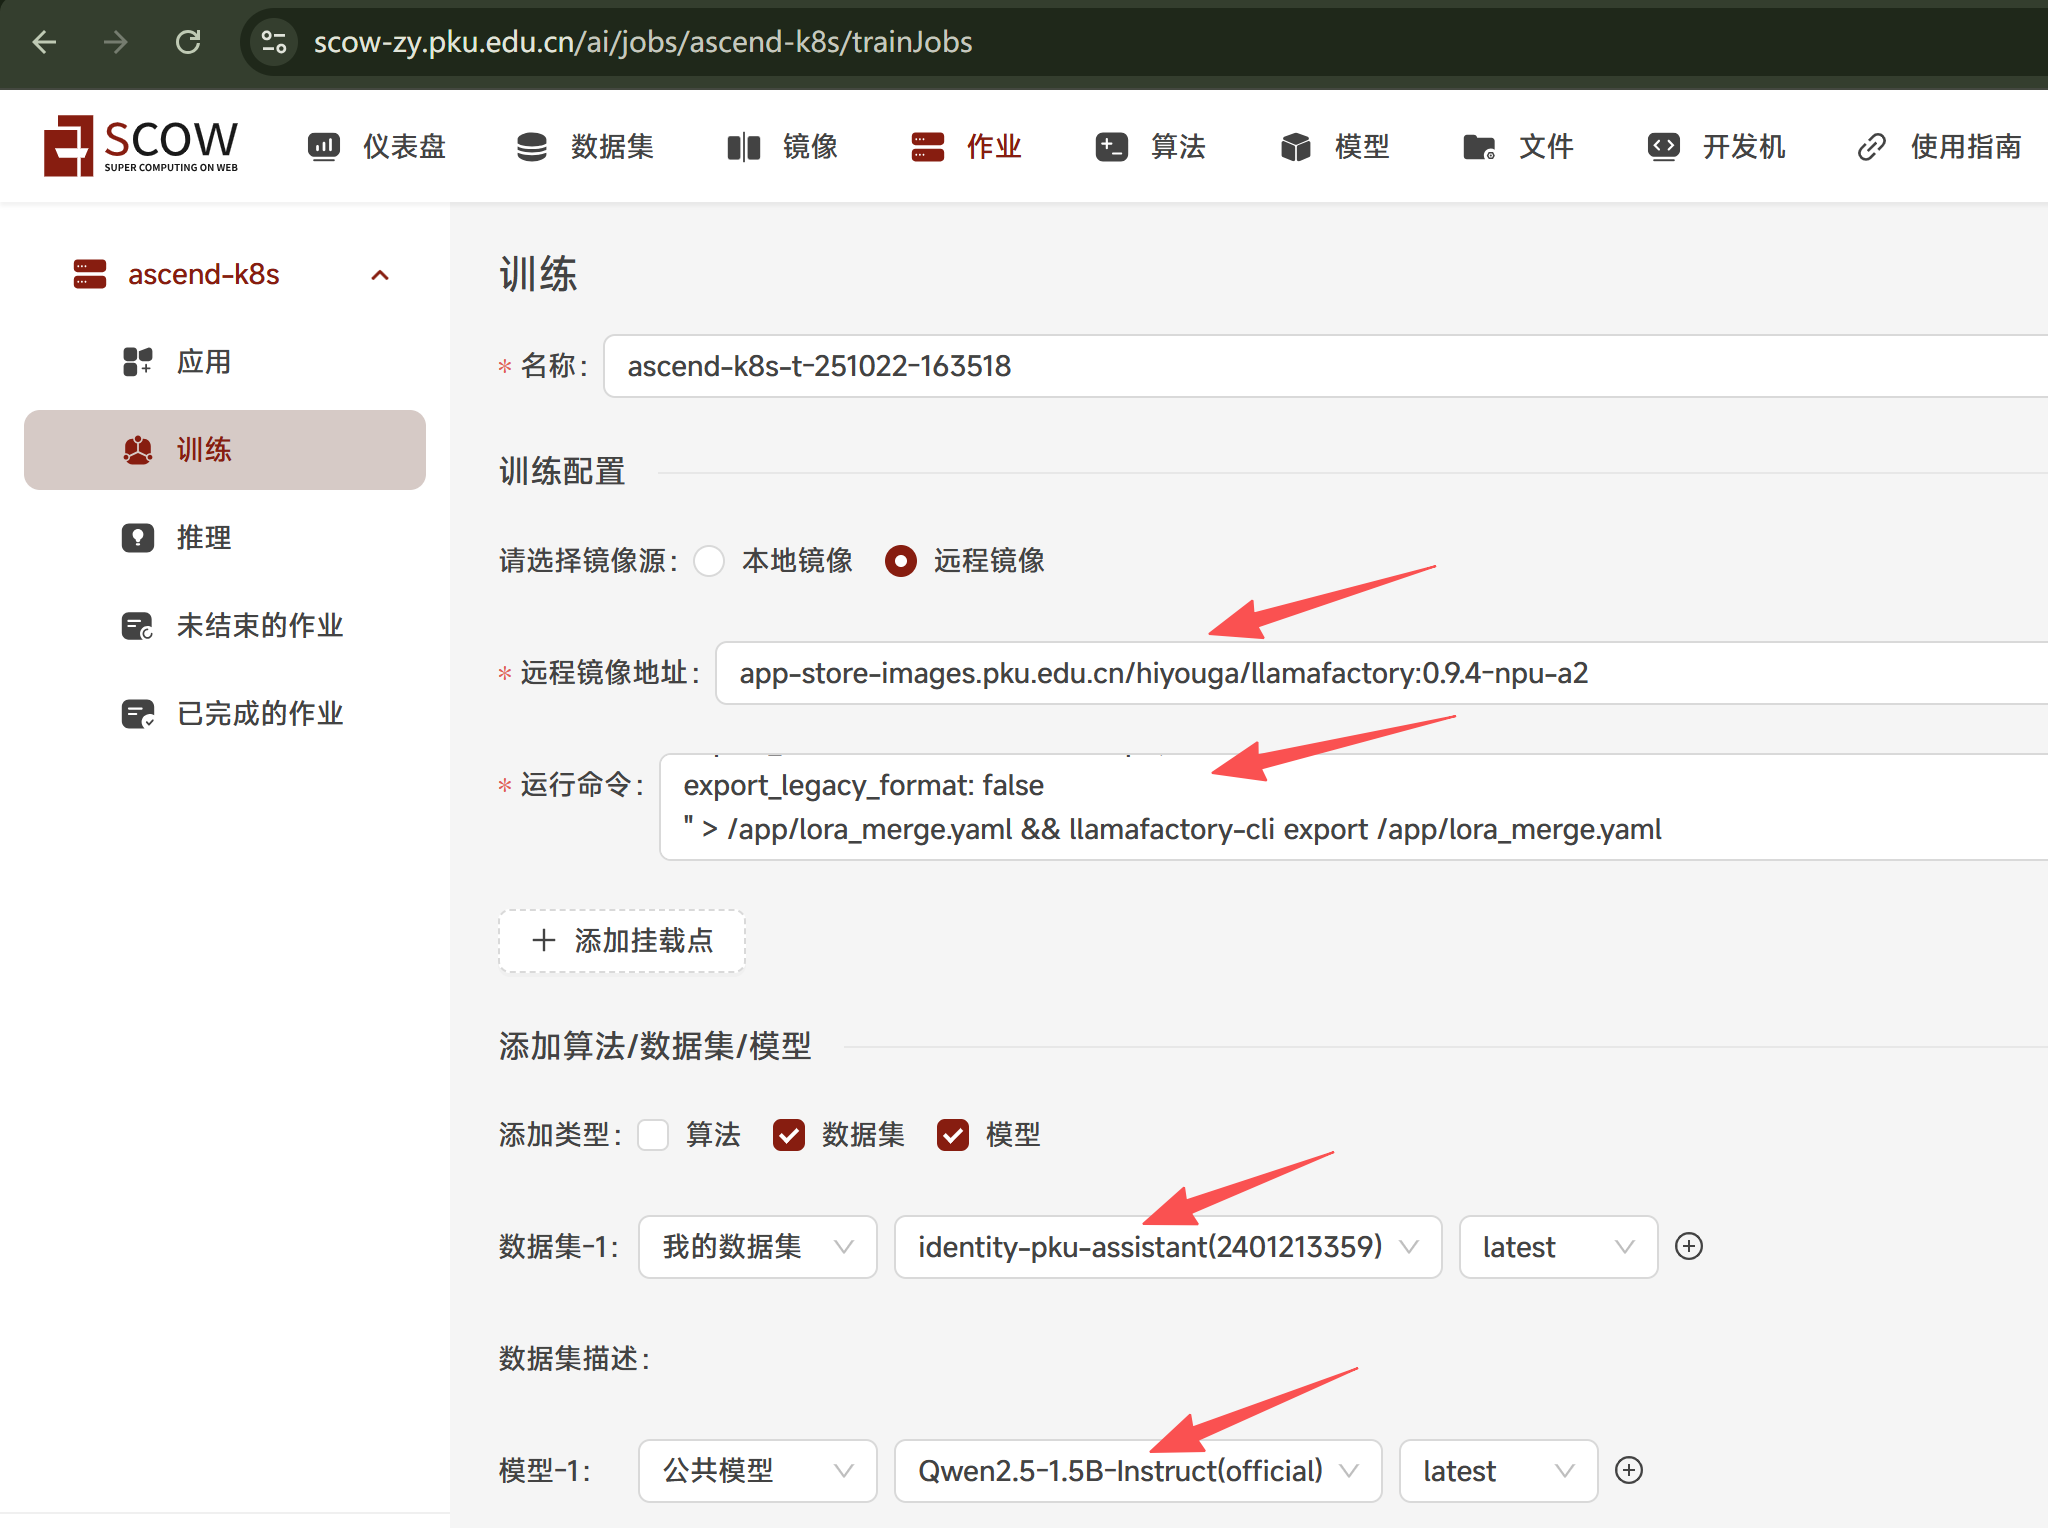 scow-zy.pku.edu.cn/ai/jobs/ascend-k8s/trainJobs
SCOW
SUPER COMPUTING ON WEB
仪表盘
数据集
镜像
作业
算法
模型
文件
开发机
使用指南
ascend-k8s
应用
训练
推理
未结束的作业
已完成的作业
训练
* 名称: ascend-k8s-t-251022-163518
训练配置
请选择镜像源: 本地镜像 远程镜像
* 远程镜像地址: app-store-images.pku.edu.cn/hiyouga/llamafactory:0.9.4-npu-a2
* 运行命令: export_legacy_format: false
" > /app/lora_merge.yaml && llamafactory-cli export /app/lora_merge.yaml
+ 添加挂载点
添加算法/数据集/模型
添加类型: 算法 数据集 模型
数据集-1: 我的数据集 identity-pku-assistant(2401213359) latest
数据集描述:
模型-1: 公共模型 Qwen2.5-1.5B-Instruct(official) latest